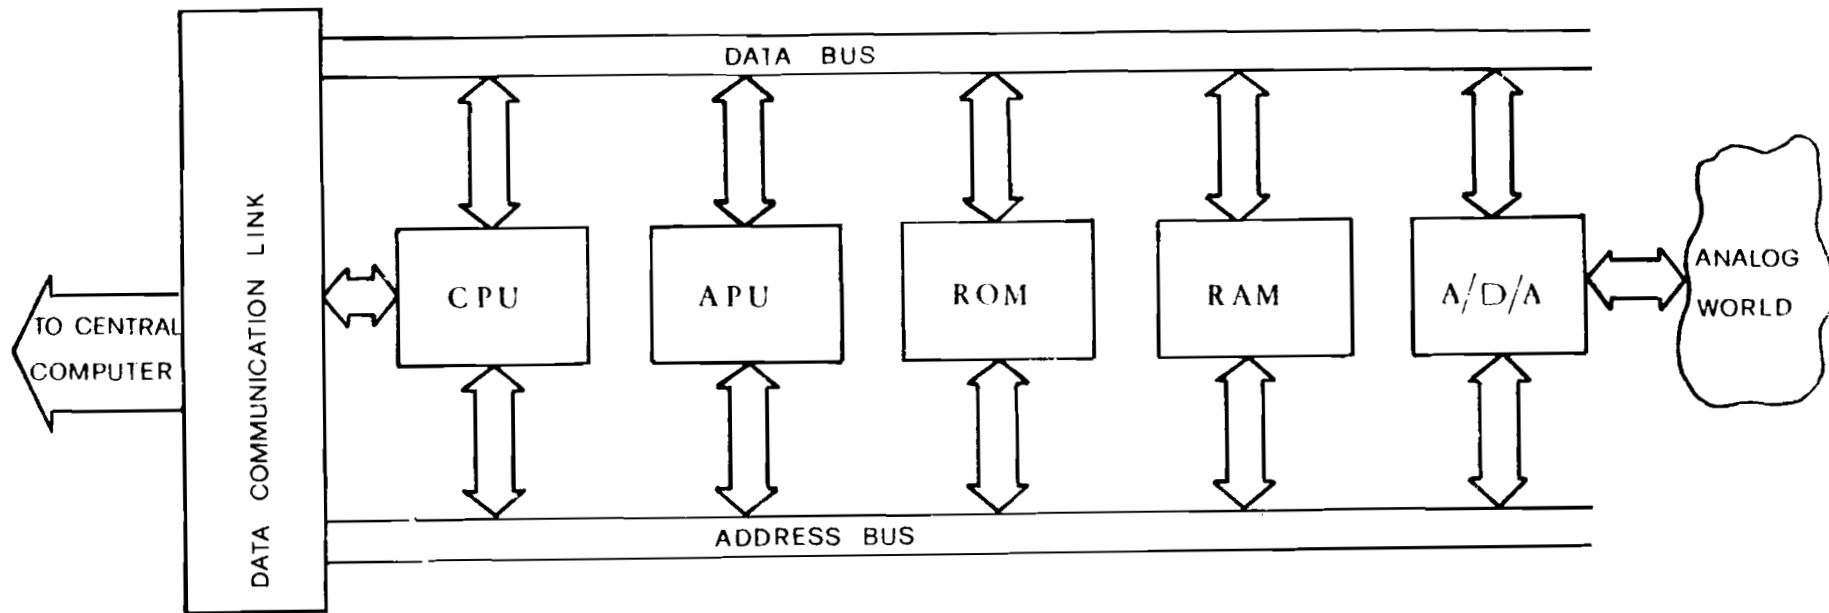 DATA BUS
DATA COMMUNICATION LINK
TO CENTRAL
COMPUTER
CPU
APU
ROM
RAM
A/D/A
ANALOG
WORLD
ADDRESS BUS